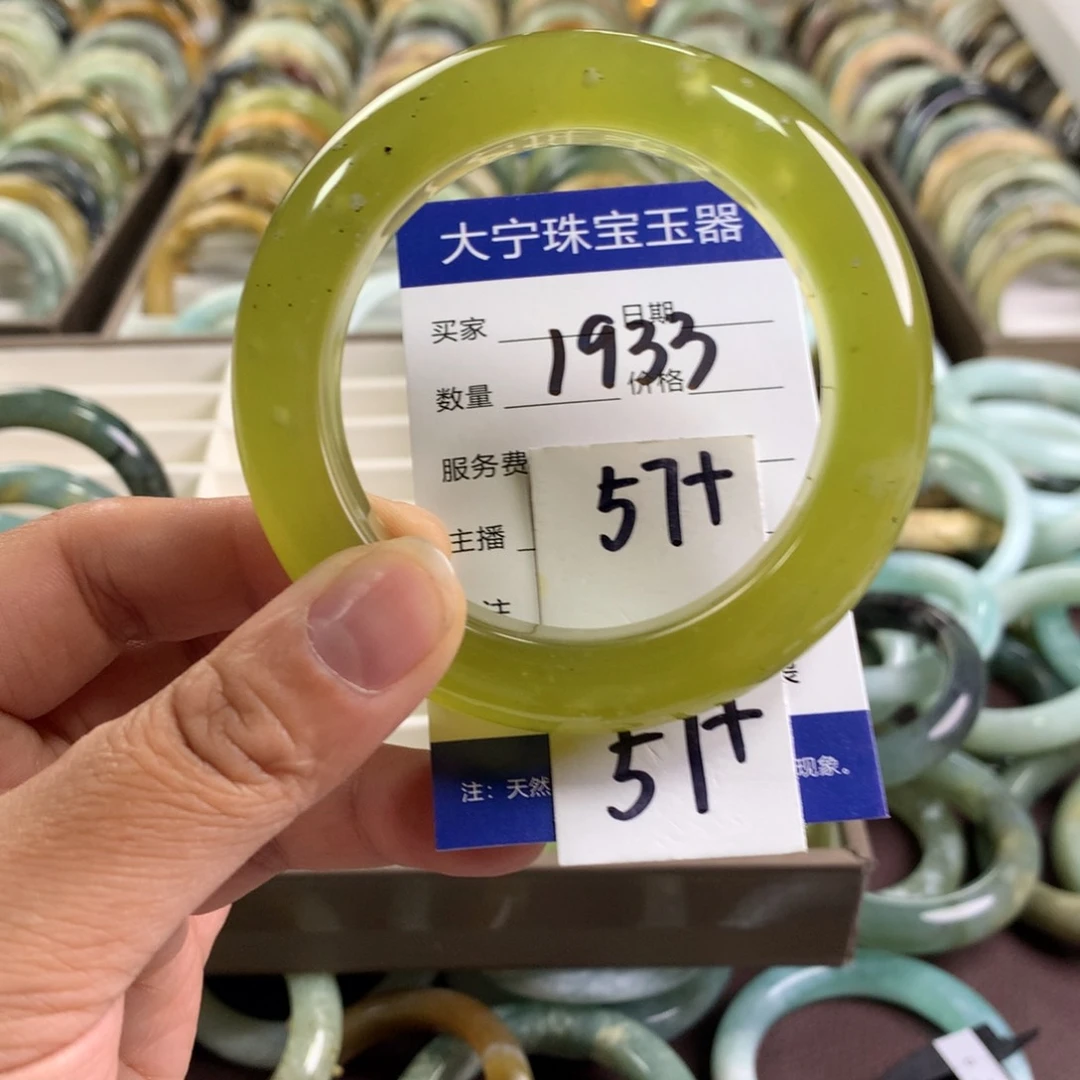 大宁珠宝玉器
买家 日期
1933
数量 价格
服务费
57+
主播
注
57+
注：天然 现象。